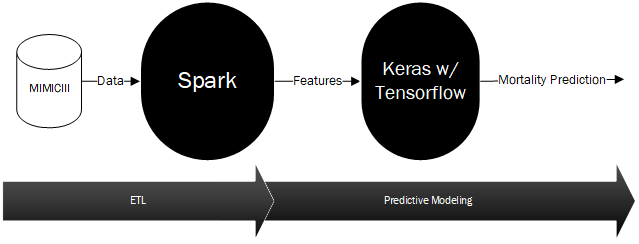 MIMICIII
Data
Spark
Features
Keras w/
Tensorflow
Mortality Prediction
ETL
Predictive Modeling